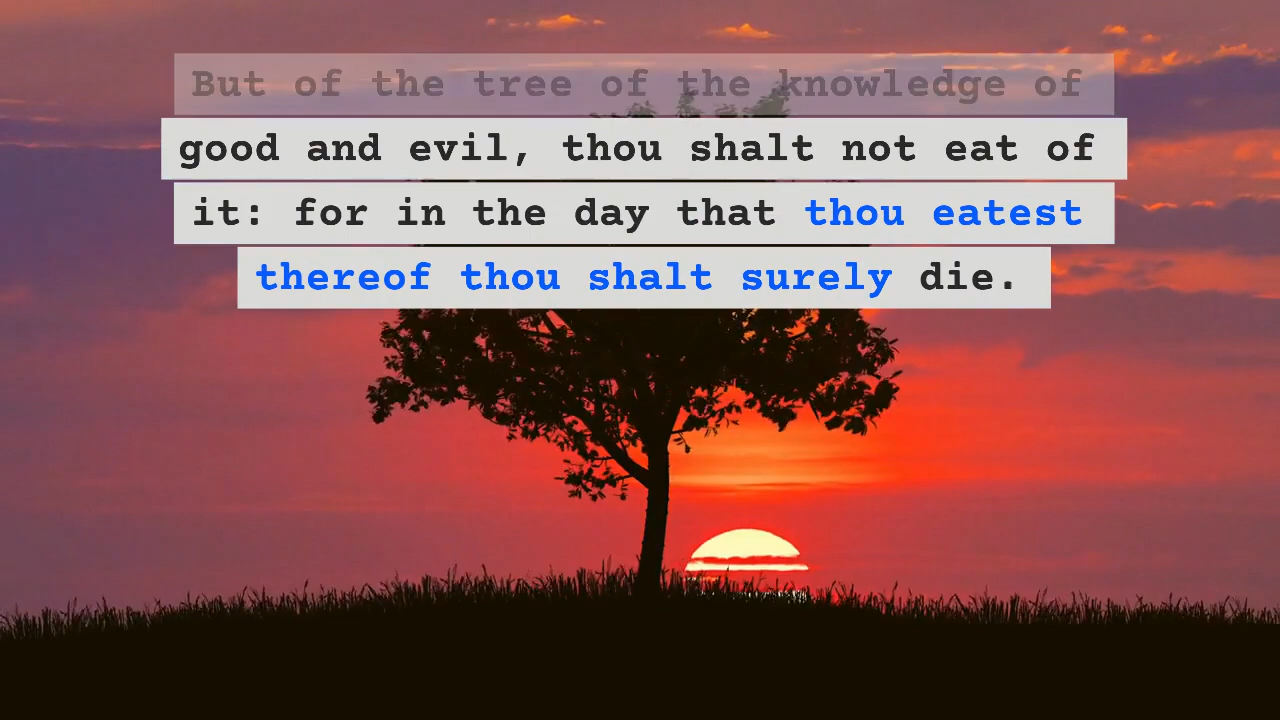 But of the tree of the knowledge of
good and evil, thou shalt not eat of
it: for in the day that thou eatest
thereof thou shalt surely die.